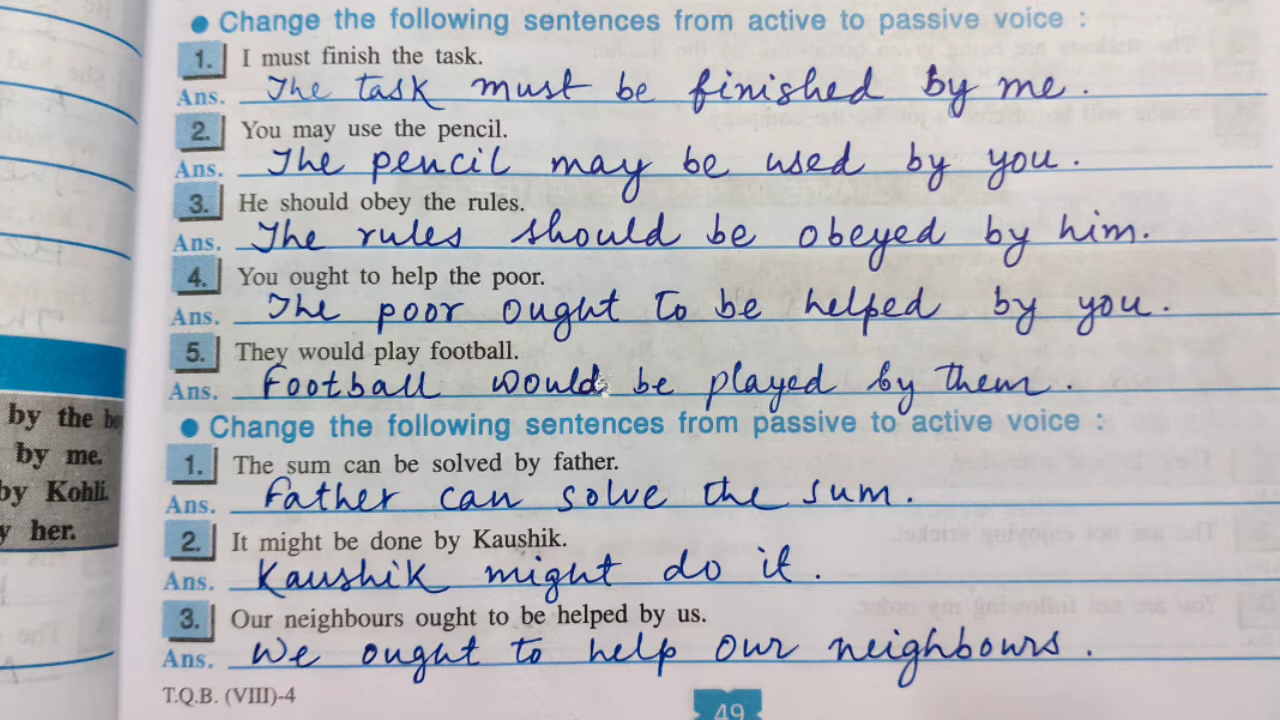 ● Change the following sentences from active to passive voice :
1. I must finish the task.
Ans. The task must be finished by me.
2. You may use the pencil.
Ans. The pencil may be used by you.
3. He should obey the rules.
Ans. The rules should be obeyed by him.
4. You ought to help the poor.
Ans. The poor ought to be helped by you.
5. They would play football.
Ans. Football would be played by them.
● Change the following sentences from passive to active voice :
1. The sum can be solved by father.
Ans. Father can solve the sum.
2. It might be done by Kaushik.
Ans. Kaushik might do it.
3. Our neighbours ought to be helped by us.
Ans. We ought to help our neighbours.
T.Q.B. (VIII)-4
49
by the
by me.
by Kohli.
her.